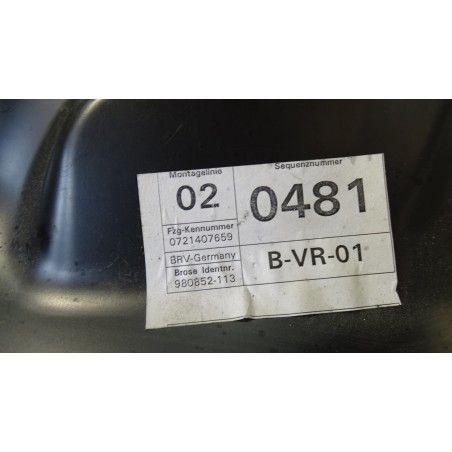 Montagelinie
02
Fzg-Kennummer
0721407659
BRV-Germany
Brose Identnr.
980852-113
Sequenznummer
0481
B-VR-01